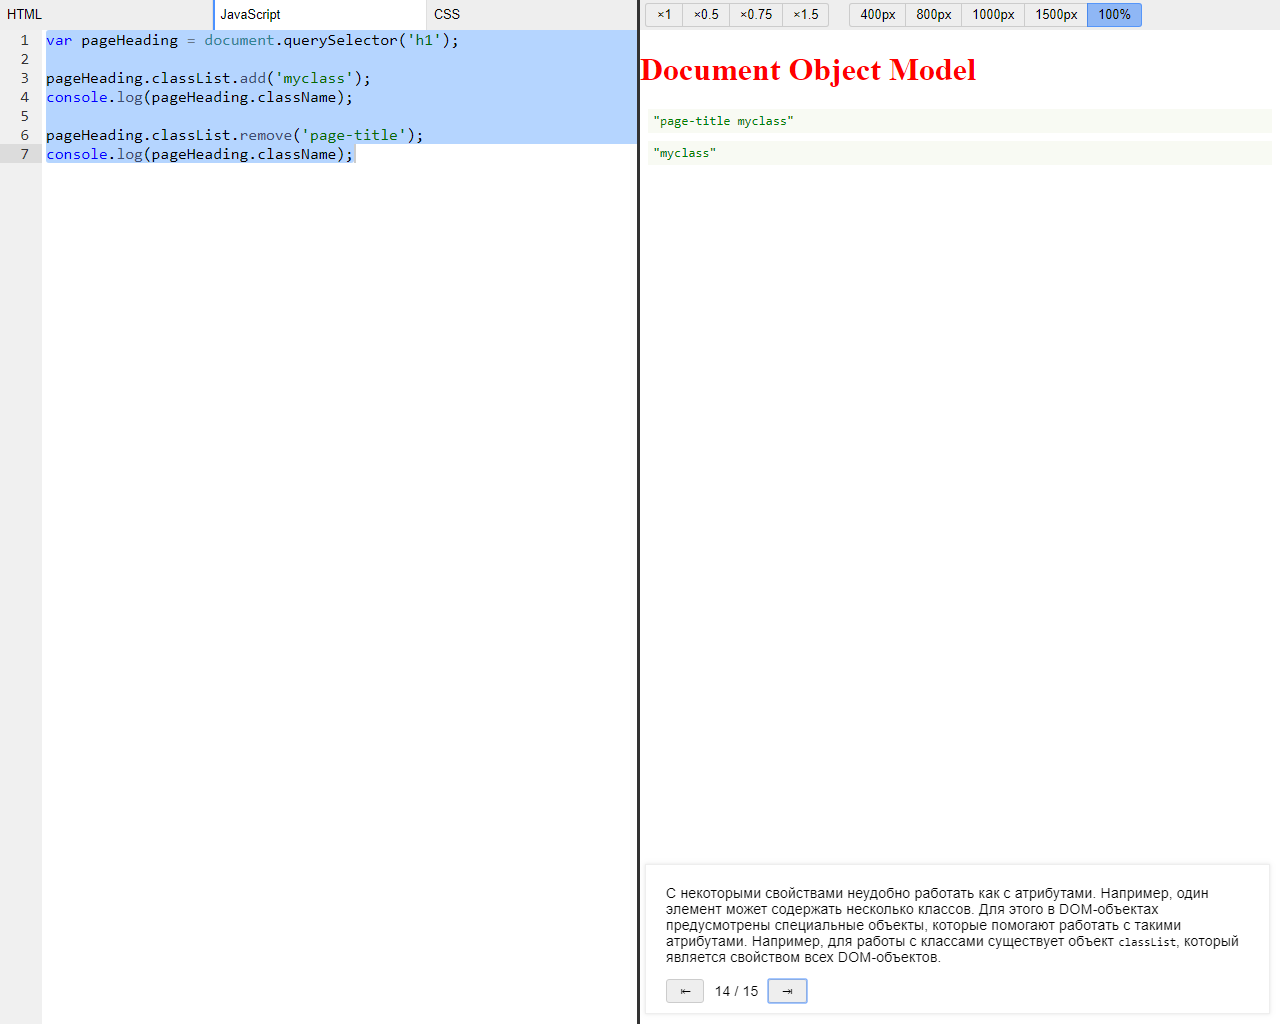 HTML
JavaScript
CSS
1 var pageHeading = document.querySelector('h1');
2
3 pageHeading.classList.add('myclass');
4 console.log(pageHeading.className);
5
6 pageHeading.classList.remove('page-title');
7 console.log(pageHeading.className);
×1 ×0.5 ×0.75 ×1.5 400px 800px 1000px 1500px 100%
Document Object Model
"page-title myclass"
"myclass"
С некоторыми свойствами неудобно работать как с атрибутами. Например, один
элемент может содержать несколько классов. Для этого в DOM-объектах
предусмотрены специальные объекты, которые помогают работать с такими
атрибутами. Например, для работы с классами существует объект classList, который
является свойством всех DOM-объектов.
⇤ 14 / 15 ⇥